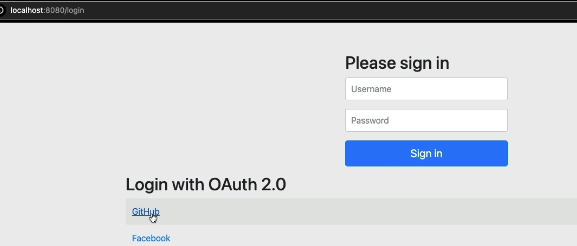 localhost:8080/login
Please sign in
Username
Password
Sign in
Login with OAuth 2.0
GitHub
Facebook